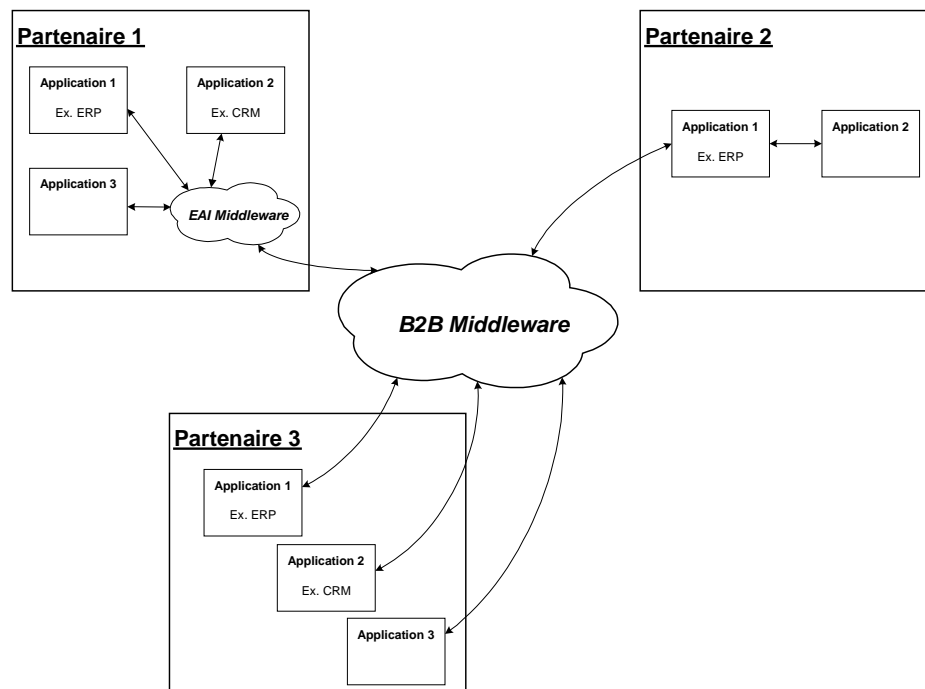 Partenaire 1
Application 1
Ex. ERP
Application 2
Ex. CRM
Application 3
EAI Middleware
Partenaire 2
Application 1
Ex. ERP
Application 2
B2B Middleware
Partenaire 3
Application 1
Ex. ERP
Application 2
Ex. CRM
Application 3